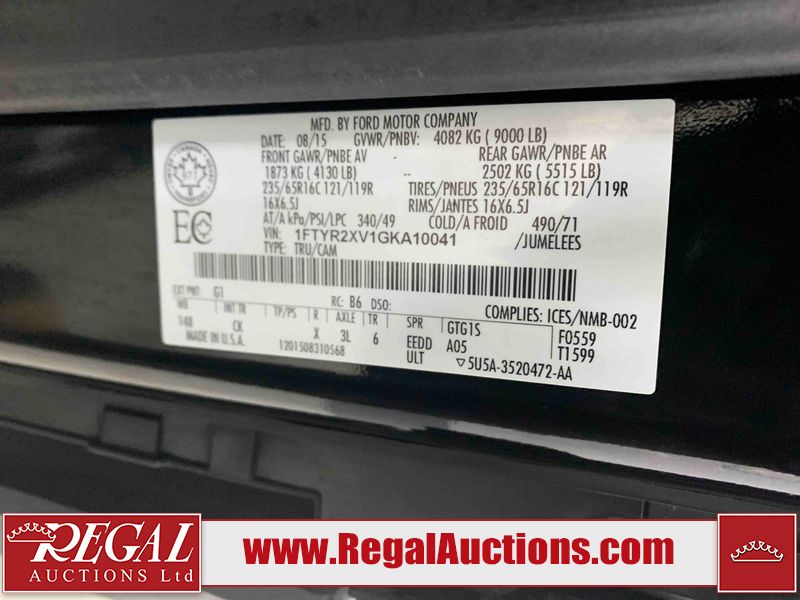 MFD. BY FORD MOTOR COMPANY
DATE: 08/15 GVWR/PNBV: 4082 KG ( 9000 LB)
FRONT GAWR/PNBE AV -- REAR GAWR/PNBE AR
1873 KG ( 4130 LB) -- 2502 KG ( 5515 LB)
235/65R16C 121/119R TIRES/PNEUS 235/65R16C 121/119R
16X6.5J RIMS/JANTES 16X6.5J
AT/A kPa/PSI/LPC 340/49 COLD/A FROID 490/71
VIN: 1FTYR2XV1GKA10041 /JUMELEES
TYPE: TRU/CAM
EC
EXT PNT: G1 RC: B6 DSO: COMPLIES: ICES/NMB-002
WB INT TR TP/PS R AXLE TR SPR GTG1S F0559
148 CK X 3L 6 EEDD A05 T1599
MADE IN U.S.A. 1201508310568 ULT ▽5U5A-3520472-AA
REGAL
AUCTIONS Ltd
www.RegalAuctions.com